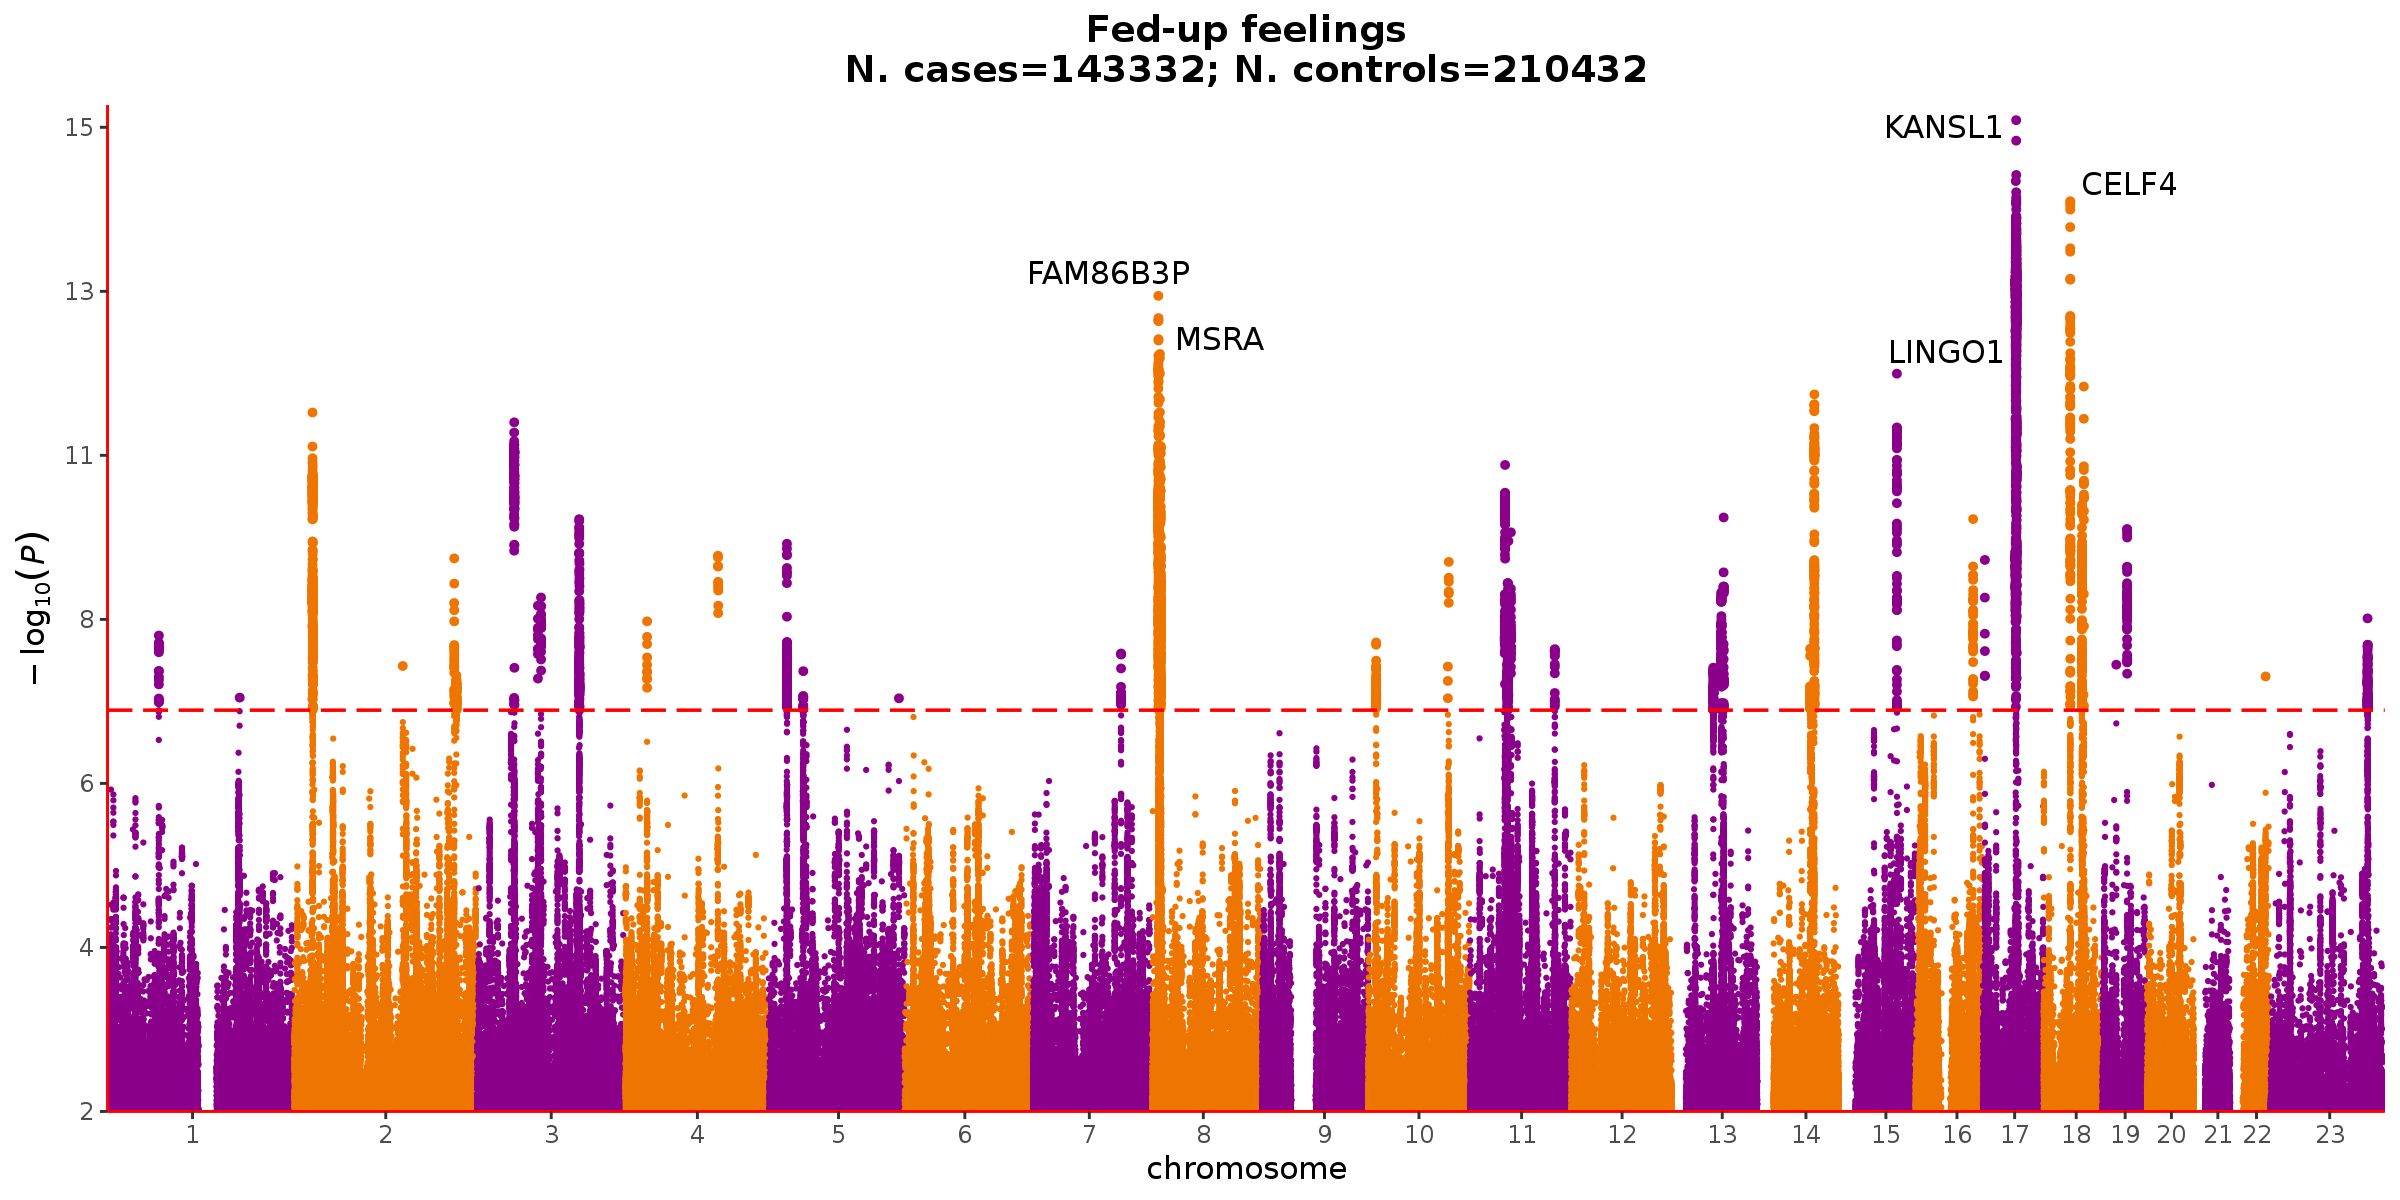 Fed-up feelings
N. cases=143332; N. controls=210432
15
KANSL1
CELF4
13
FAM86B3P
MSRA
LINGO1
11
8
6
4
2
−log10(P)
1 2 3 4 5 6 7 8 9 10 11 12 13 14 15 16 17 18 19 20 21 22 23
chromosome